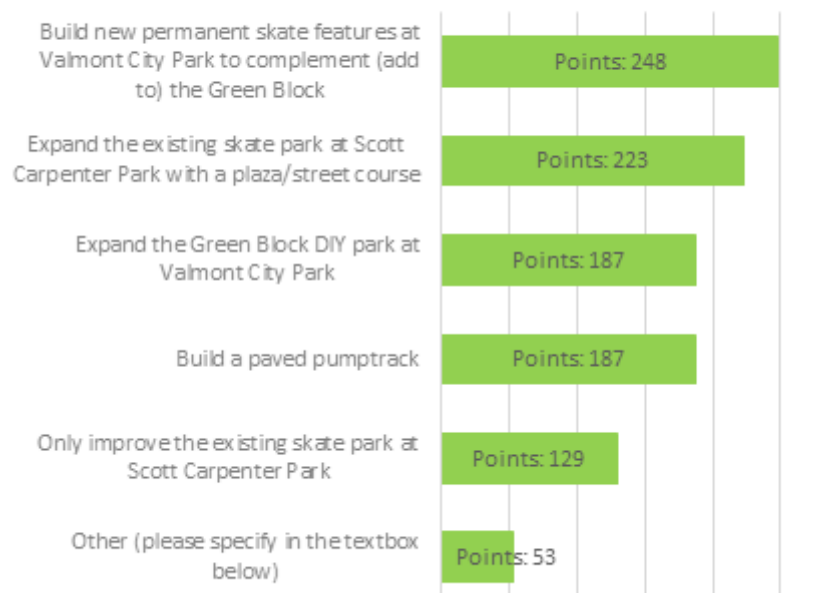 Build new permanent skate features at
Valmont City Park to complement (add
to) the Green Block
Points: 248
Expand the existing skate park at Scott
Carpenter Park with a plaza/street course
Points: 223
Expand the Green Block DIY park at
Valmont City Park
Points: 187
Build a paved pumptrack
Points: 187
Only improve the existing skate park at
Scott Carpenter Park
Points: 129
Other (please specify in the textbox
below)
Points: 53